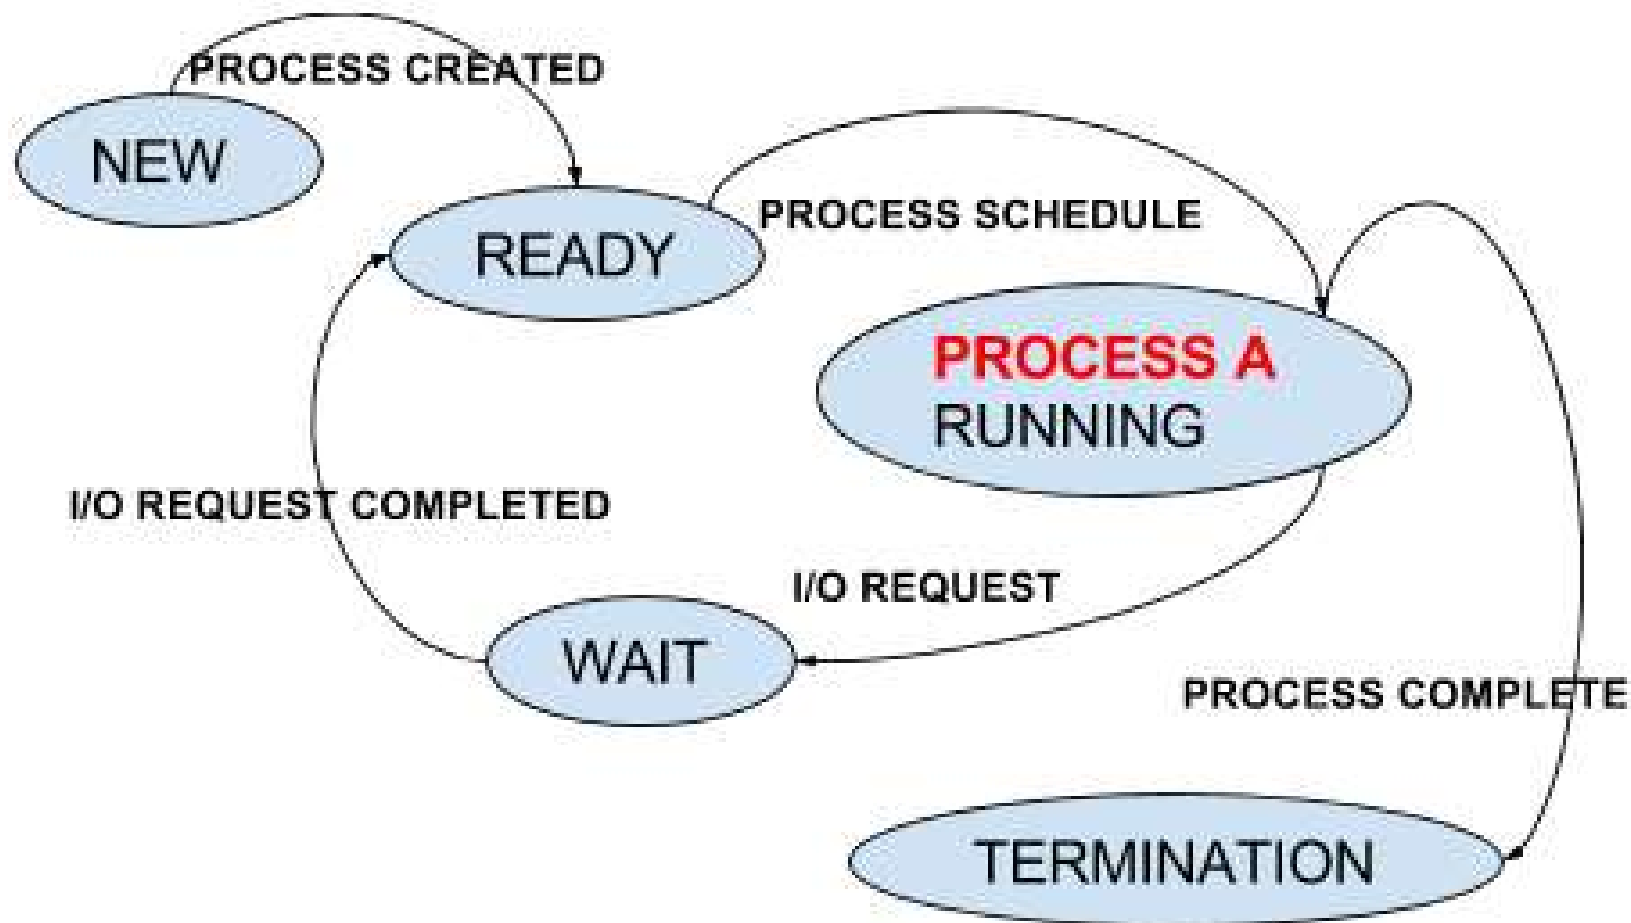 PROCESS CREATED
NEW
PROCESS SCHEDULE
READY
PROCESS A
RUNNING
I/O REQUEST COMPLETED
I/O REQUEST
WAIT
PROCESS COMPLETE
TERMINATION